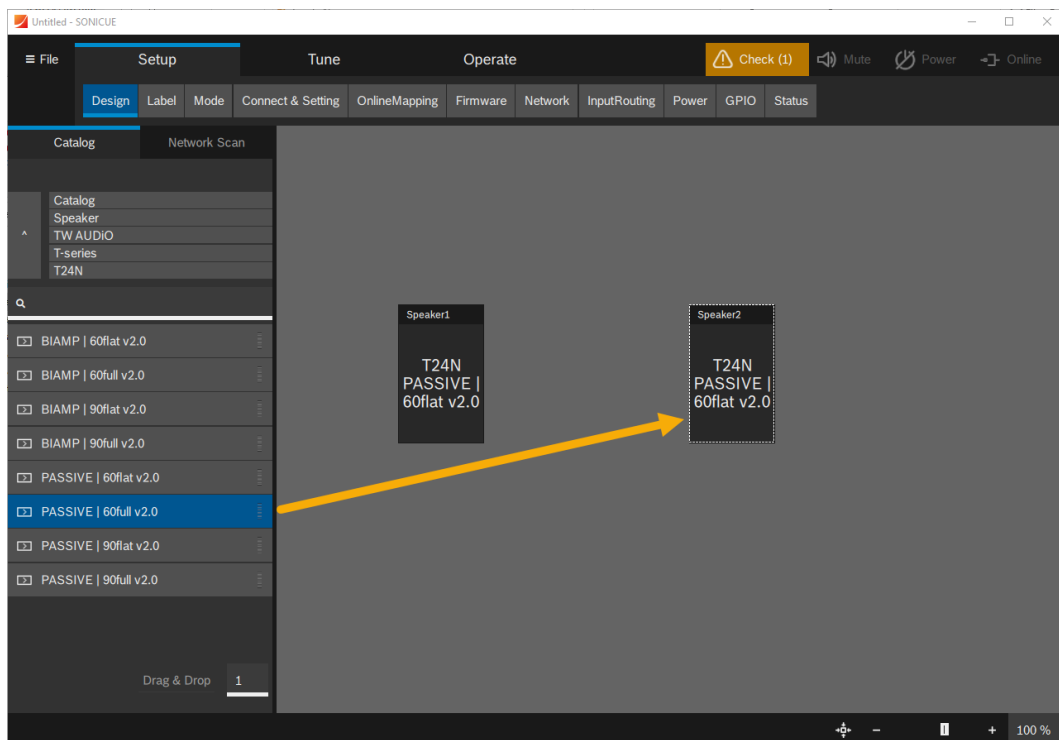 Untitled - SONICUE
File
Setup
Tune
Operate
Check (1)
Mute
Power
Online
Design
Label
Mode
Connect & Setting
OnlineMapping
Firmware
Network
InputRouting
Power
GPIO
Status
Catalog
Network Scan
Catalog
Speaker
TW AUDiO
T-series
T24N
BIAMP | 60flat v2.0
BIAMP | 60full v2.0
BIAMP | 90flat v2.0
BIAMP | 90full v2.0
PASSIVE | 60flat v2.0
PASSIVE | 60full v2.0
PASSIVE | 90flat v2.0
PASSIVE | 90full v2.0
Drag & Drop
1
Speaker1
T24N
PASSIVE |
60flat v2.0
Speaker2
T24N
PASSIVE |
60flat v2.0
100 %